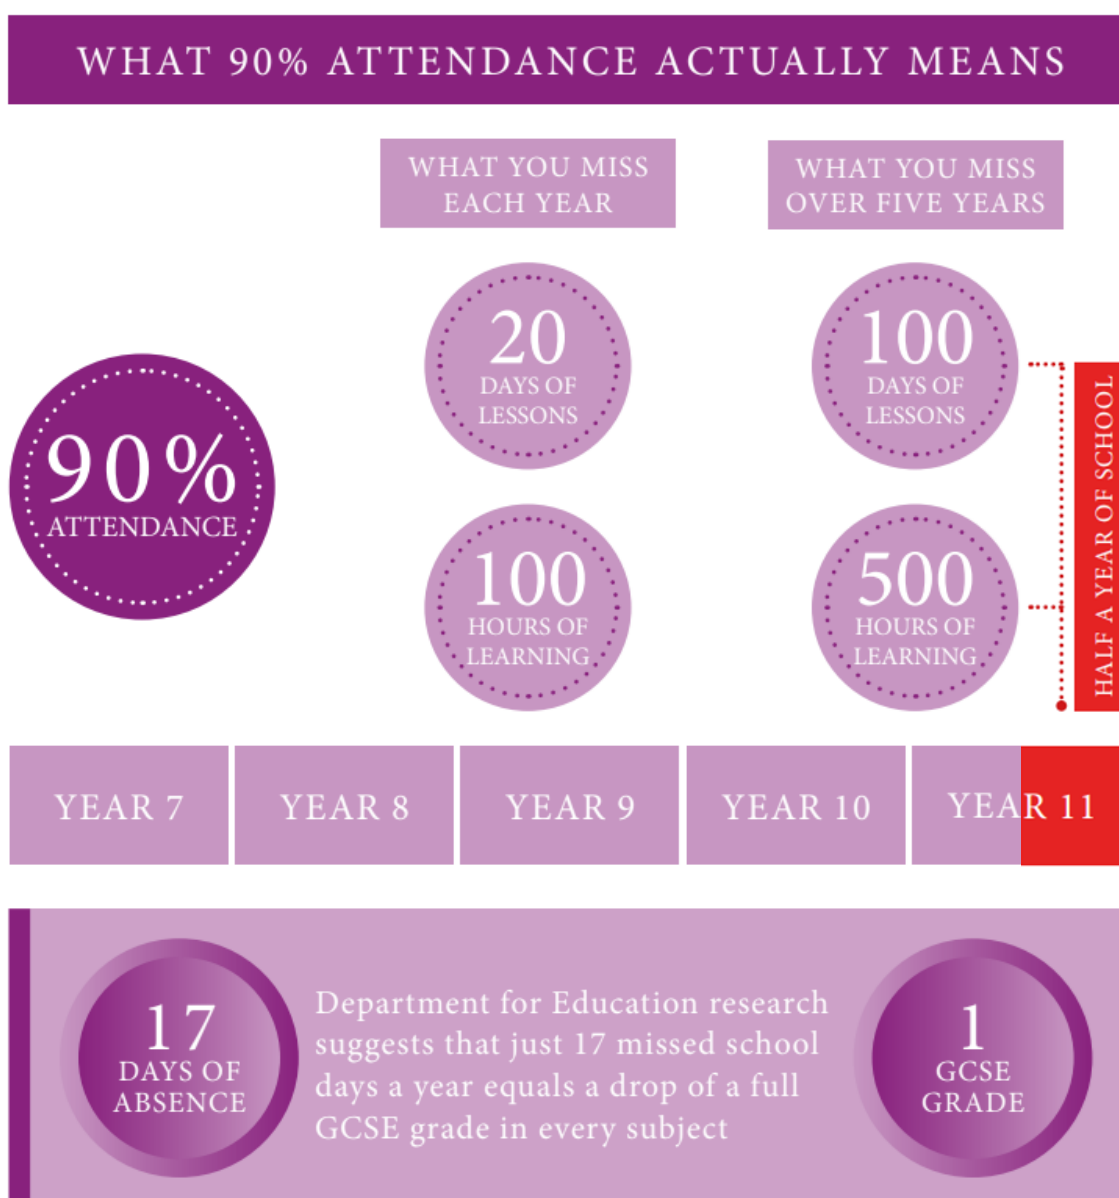 WHAT 90% ATTENDANCE ACTUALLY MEANS
WHAT YOU MISS
EACH YEAR
WHAT YOU MISS
OVER FIVE YEARS
90%
ATTENDANCE
20
DAYS OF
LESSONS
100
DAYS OF
LESSONS
100
HOURS OF
LEARNING
500
HOURS OF
LEARNING
HALF A YEAR OF SCHOOL
YEAR 7
YEAR 8
YEAR 9
YEAR 10
YEAR 11
17
DAYS OF
ABSENCE
Department for Education research
suggests that just 17 missed school
days a year equals a drop of a full
GCSE grade in every subject
1
GCSE
GRADE